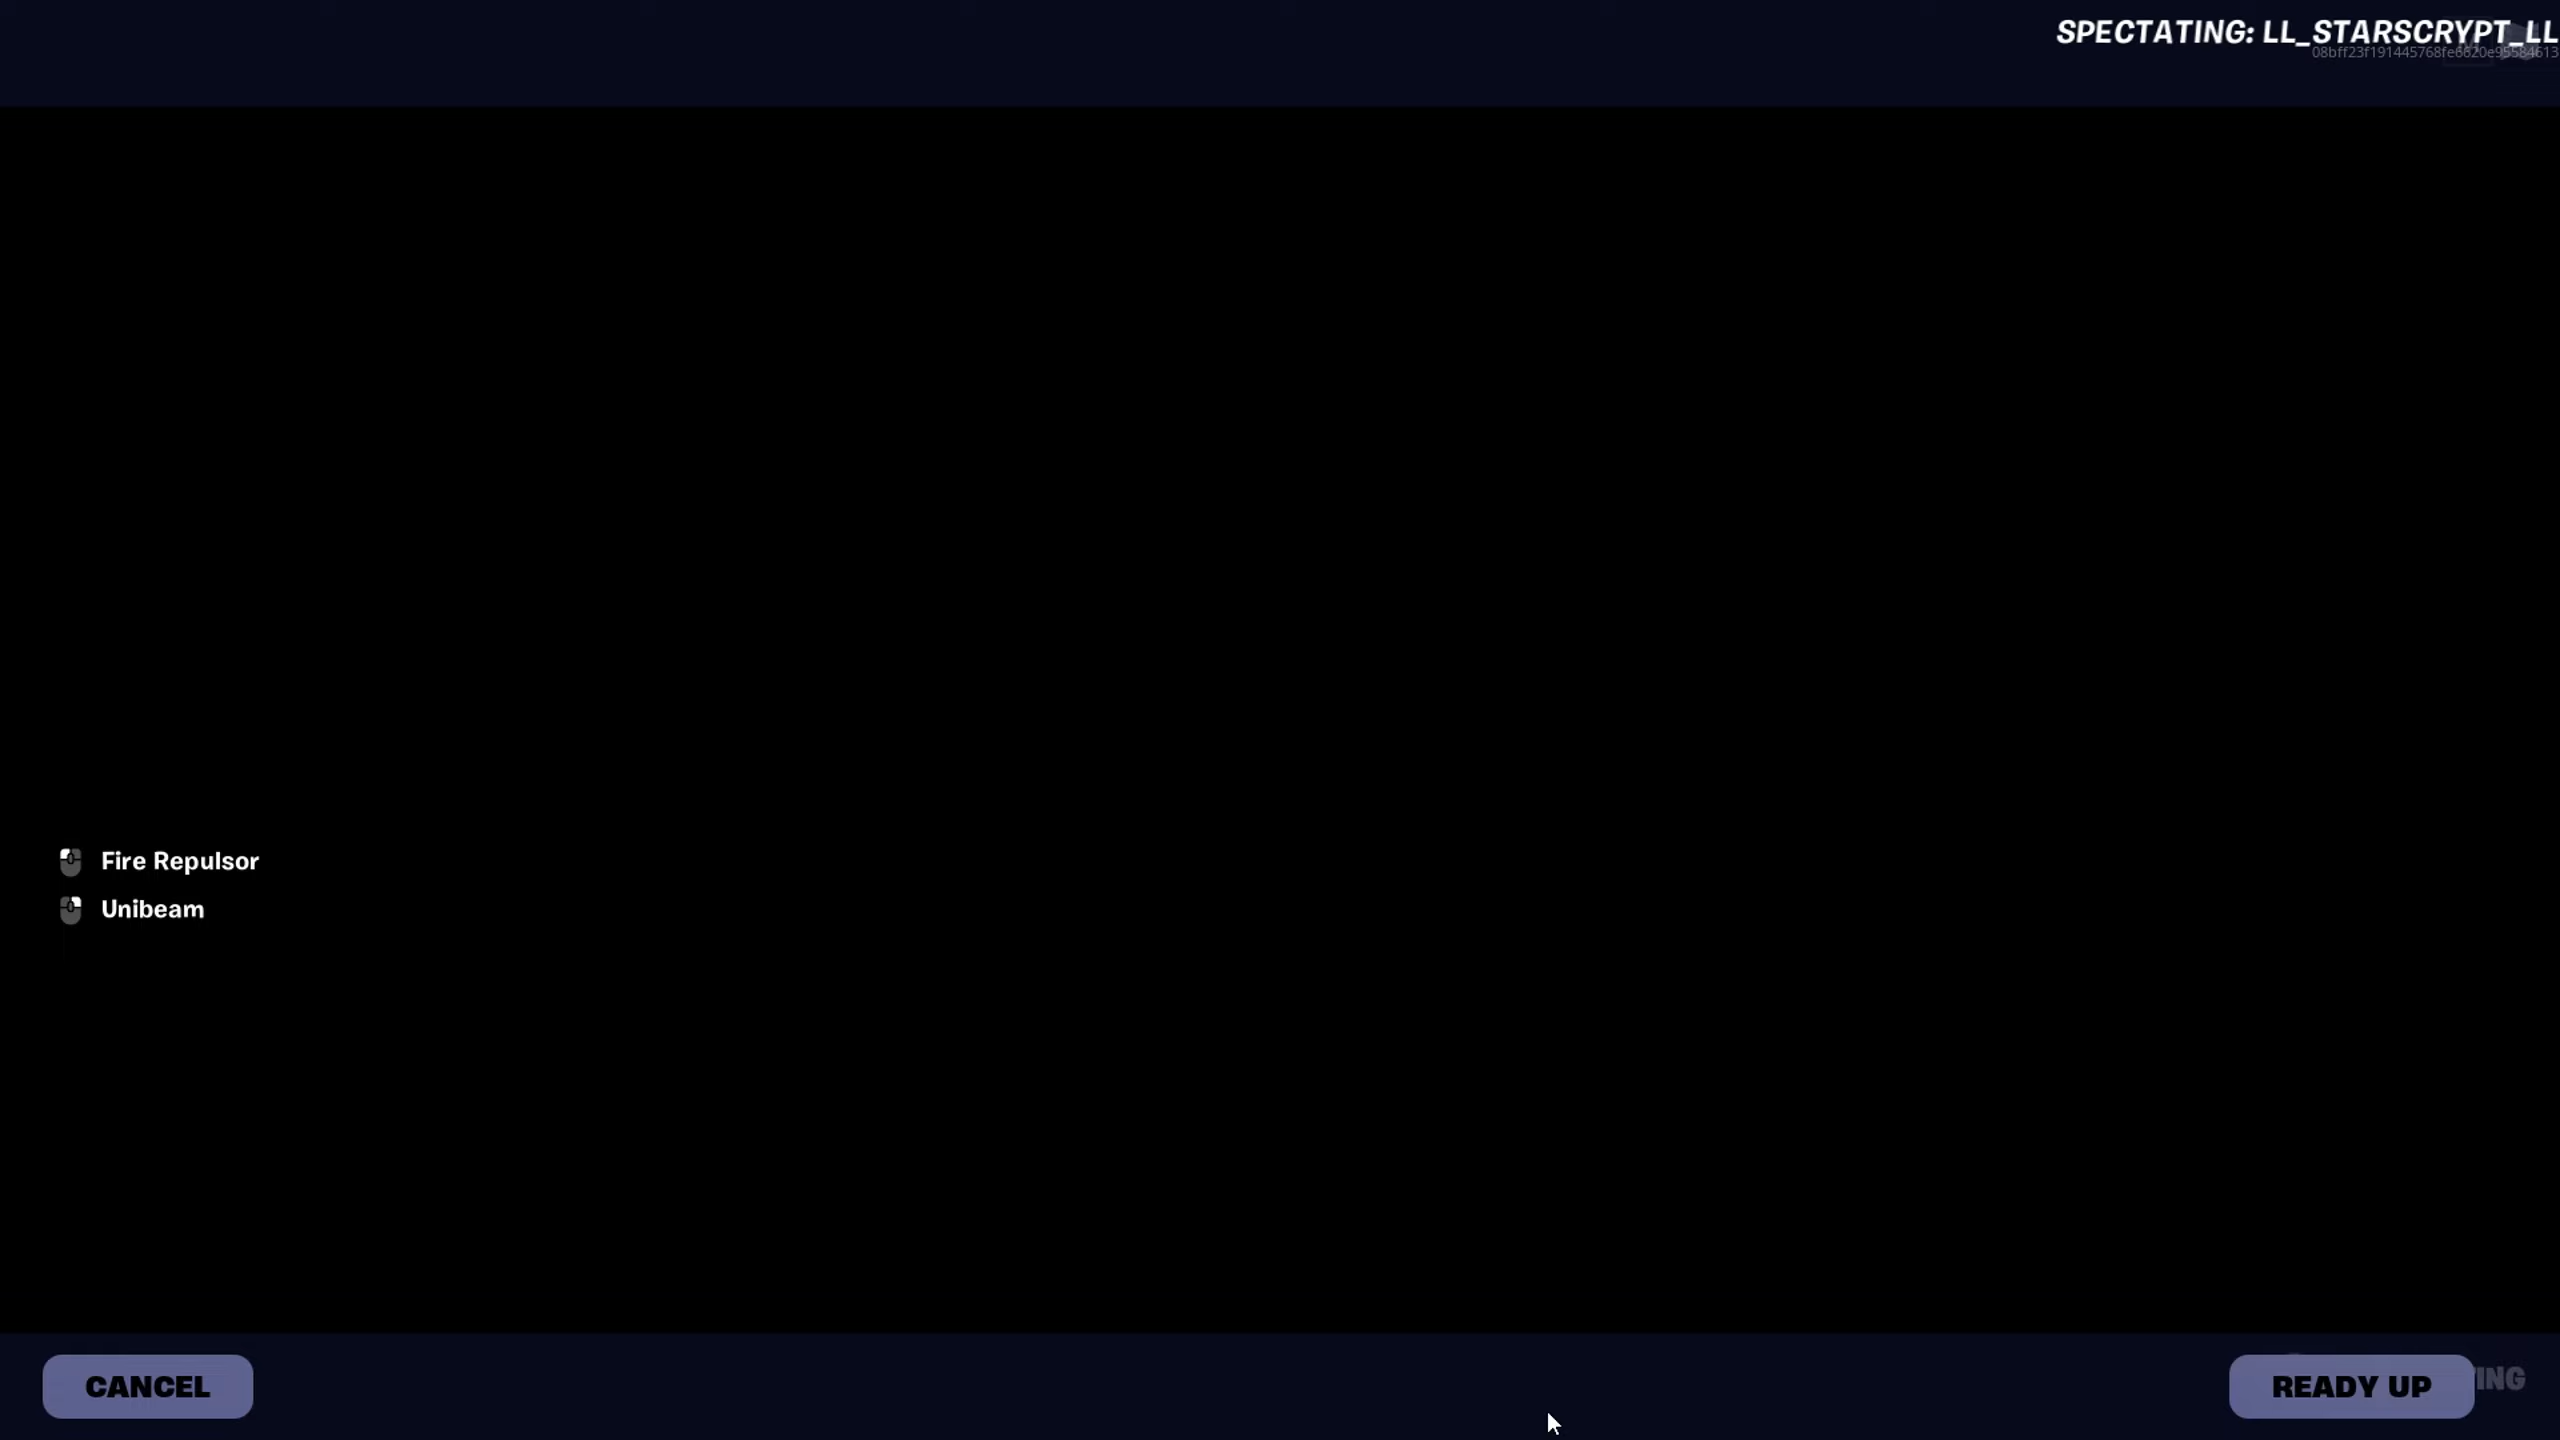 SPECTATING: LL_STARSCRYPT_LL
Fire Repulsor
Unibeam
CANCEL
READY UP